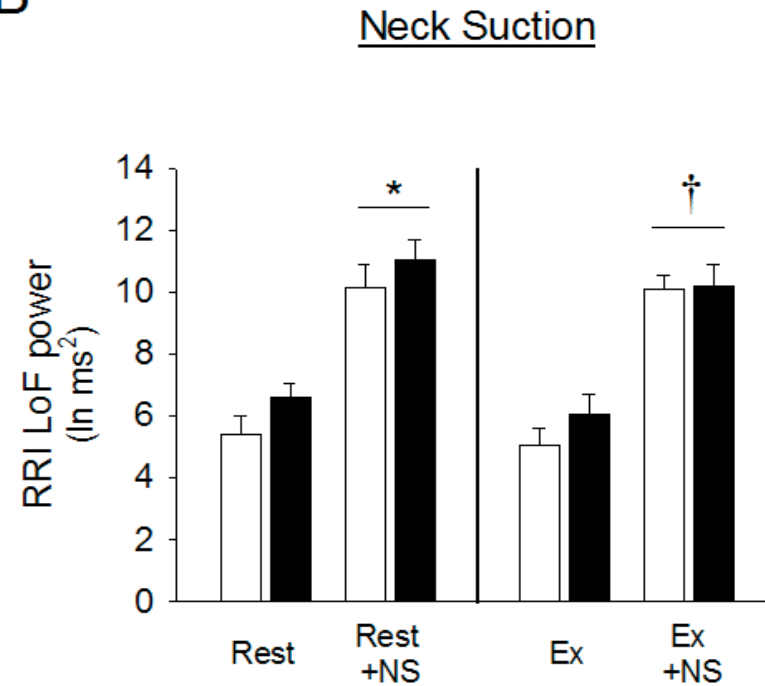 B
Neck Suction
14
12
10
8
6
4
2
0
RRI LoF power
(ln ms²)
*
†
Rest
Rest
+NS
Ex
Ex
+NS